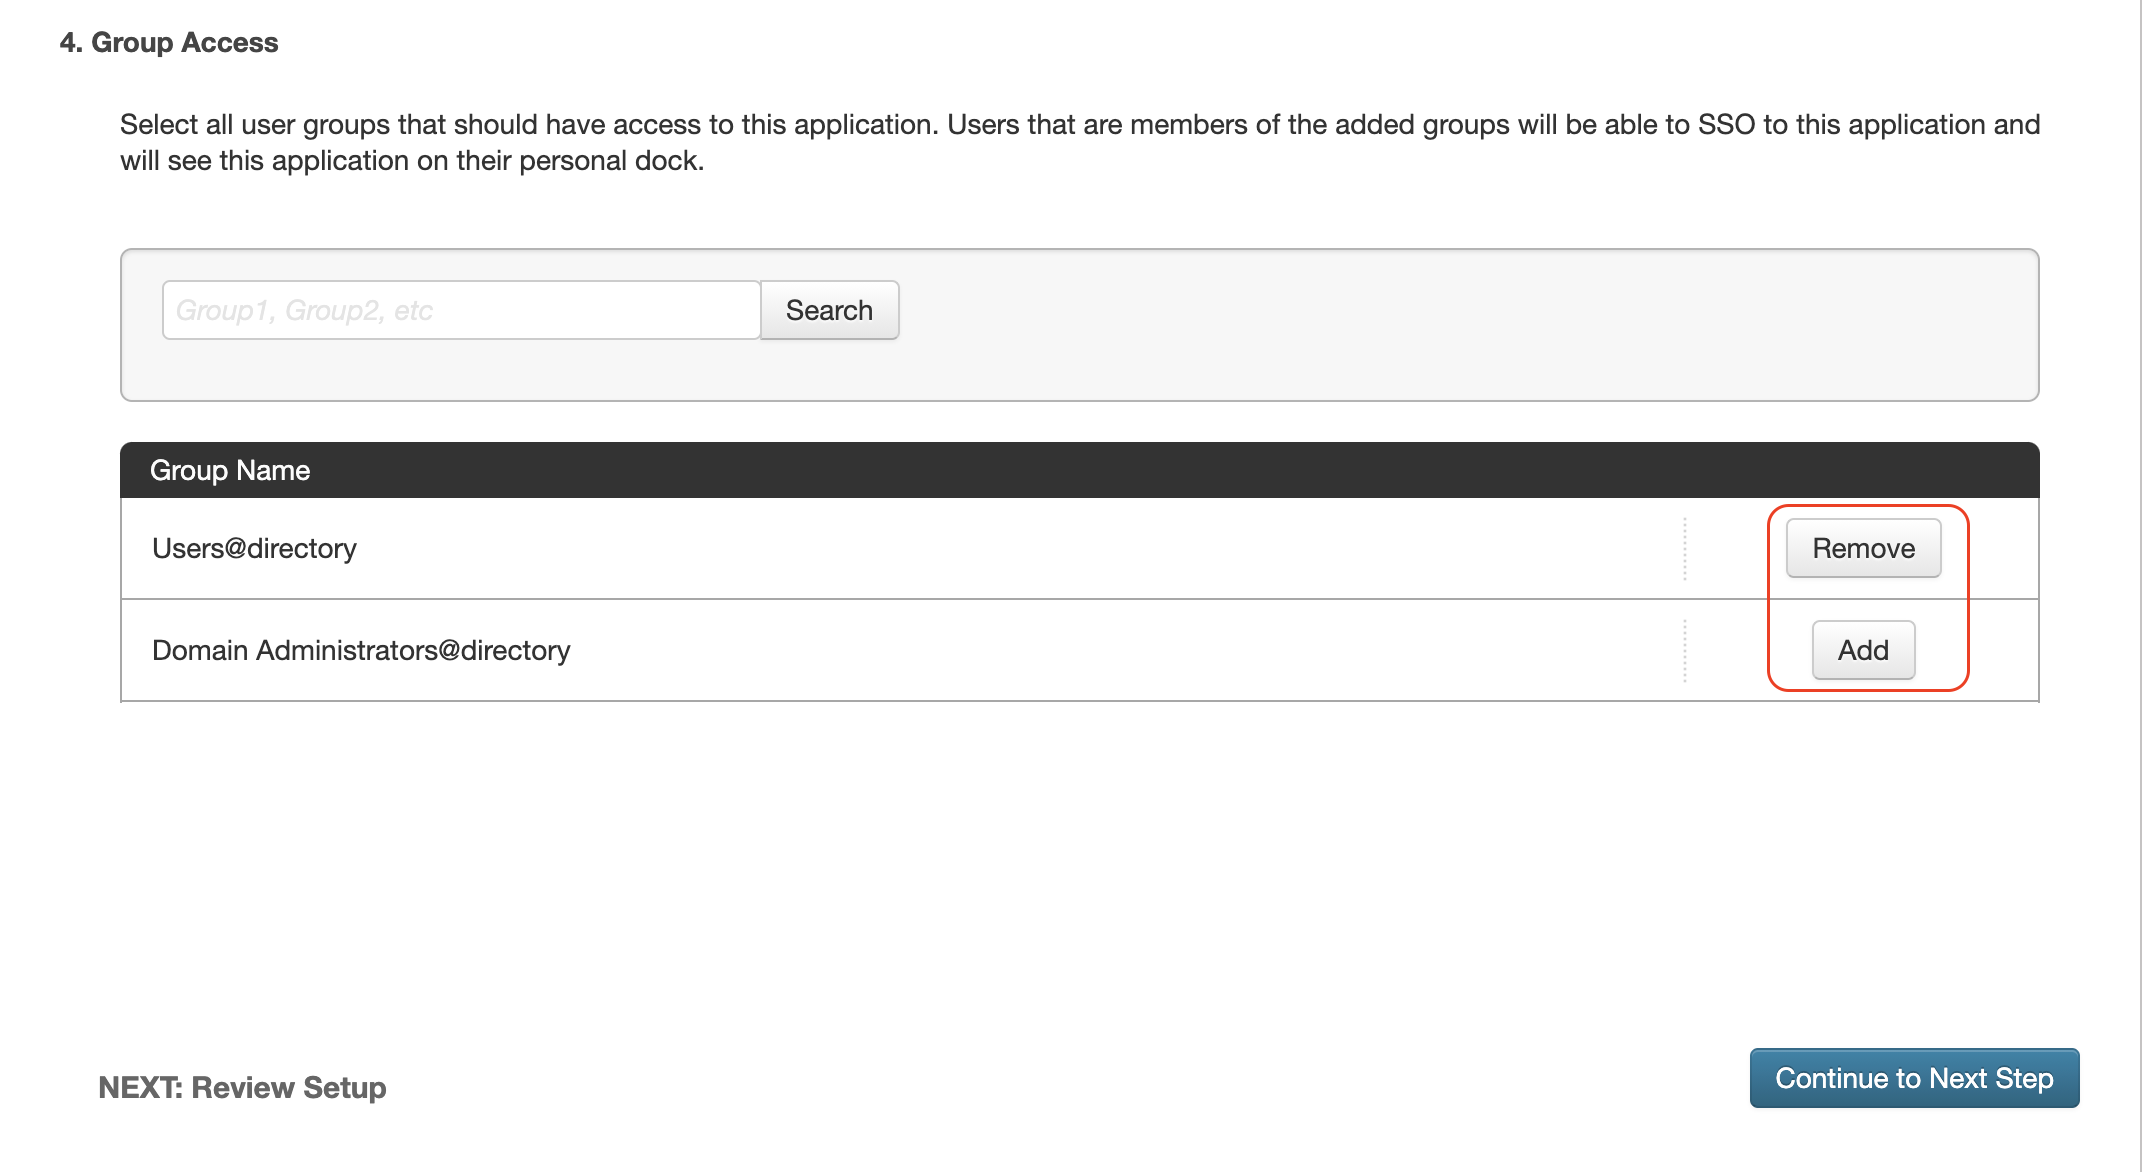 4. Group Access
Select all user groups that should have access to this application. Users that are members of the added groups will be able to SSO to this application and
will see this application on their personal dock.
Group1, Group2, etc
Search
Group Name
Users@directory
Remove
Domain Administrators@directory
Add
NEXT: Review Setup
Continue to Next Step